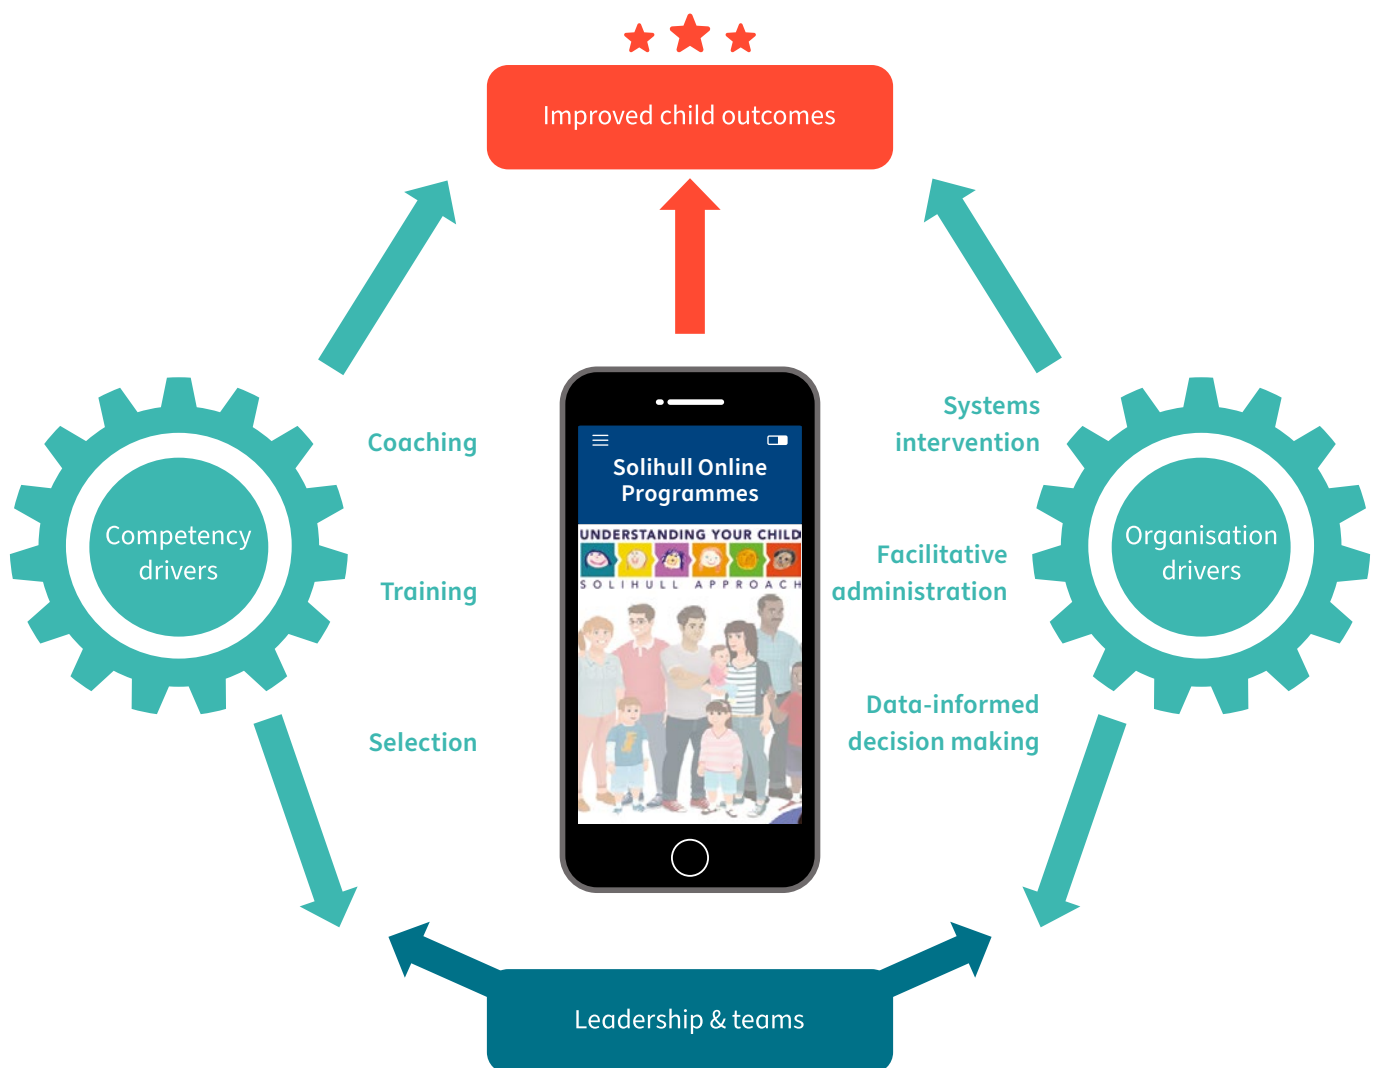 Improved child outcomes
Coaching
Competency
drivers
Training
Selection
Solihull Online
Programmes
UNDERSTANDING YOUR CHILD
SOLIHULL APPROACH
Systems
intervention
Facilitative
administration
Data-informed
decision making
Organisation
drivers
Leadership & teams